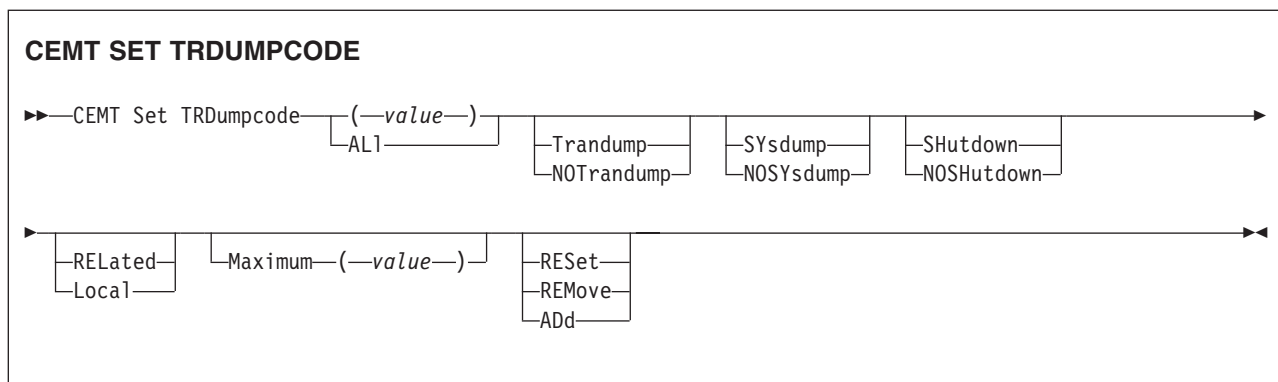 CEMT SET TRDUMPCODE
CEMT Set TRDumpcode ( value ) Trandump SYsdump SHutdown
ALl NOTrandump NOSYsdump NOSHutdown
RELated Maximum ( value ) RESet
Local REMove
ADd